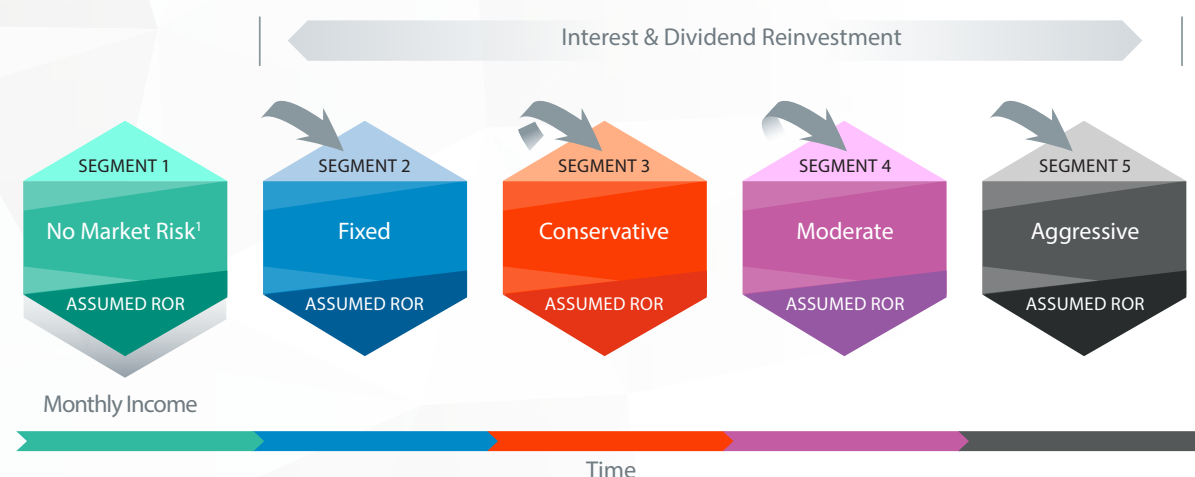 Interest & Dividend Reinvestment
SEGMENT 1
SEGMENT 2
SEGMENT 3
SEGMENT 4
SEGMENT 5
No Market Risk¹
Fixed
Conservative
Moderate
Aggressive
ASSUMED ROR
ASSUMED ROR
ASSUMED ROR
ASSUMED ROR
ASSUMED ROR
Monthly Income
Time